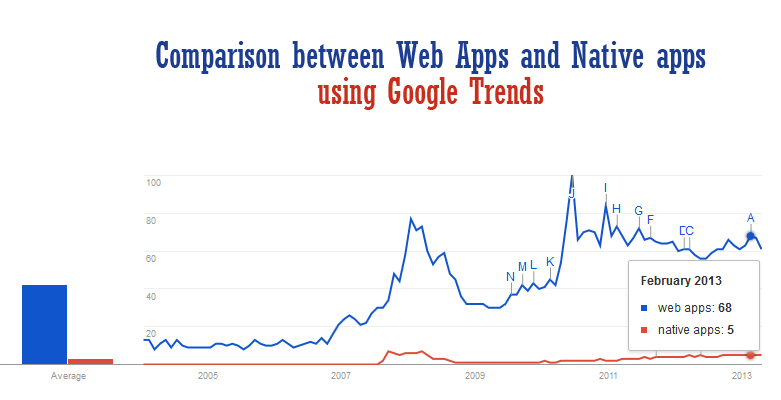 Comparison between Web Apps and Native apps
using Google Trends
100
80
60
40
20
J
I
H
G
F
D
C
A
N
M
L
K
February 2013
web apps: 68
native apps: 5
Average
2005
2007
2009
2011
2013